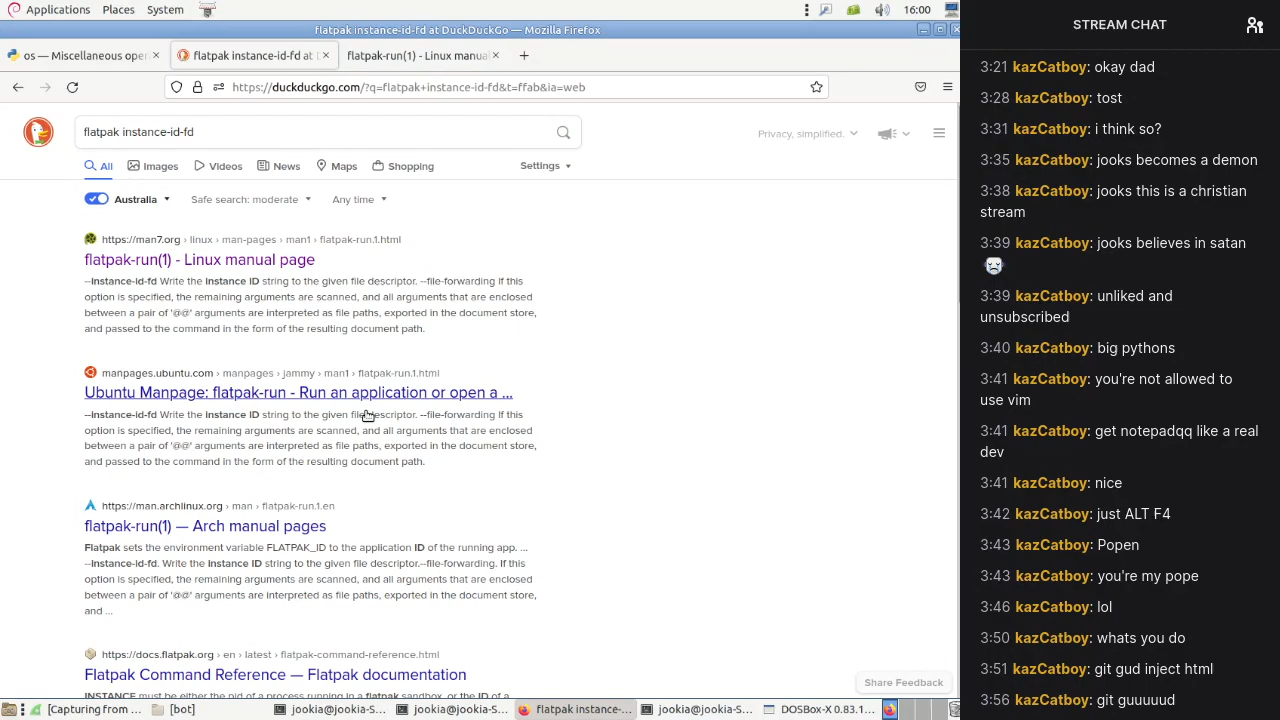 Applications Places System 16:00
flatpak instance-id-fd at DuckDuckGo — Mozilla Firefox
os — Miscellaneous oper
flatpak instance-id-fd at D
flatpak-run(1) - Linux manua
https://duckduckgo.com/?q=flatpak+instance-id-fd&t=ffab&ia=web
flatpak instance-id-fd
Privacy, simplified.
All Images Videos News Maps Shopping Settings
Australia Safe search: moderate Any time
https://man7.org › linux › man-pages › man1 › flatpak-run.1.html
flatpak-run(1) - Linux manual page
--instance-id-fd Write the instance ID string to the given file descriptor. --file-forwarding If this
option is specified, the remaining arguments are scanned, and all arguments that are enclosed
between a pair of '@@' arguments are interpreted as file paths, exported in the document store,
and passed to the command in the form of the resulting document path.
manpages.ubuntu.com › manpages › jammy › man1 › flatpak-run.1.html
Ubuntu Manpage: flatpak-run - Run an application or open a ...
--instance-id-fd Write the instance ID string to the given file descriptor. --file-forwarding If this
option is specified, the remaining arguments are scanned, and all arguments that are enclosed
between a pair of '@@' arguments are interpreted as file paths, exported in the document store,
and passed to the command in the form of the resulting document path.
https://man.archlinux.org › man › flatpak-run.1.en
flatpak-run(1) — Arch manual pages
Flatpak sets the environment variable FLATPAK_ID to the application ID of the running app. ...
--instance-id-fd. Write the instance ID string to the given file descriptor.--file-forwarding. If this
option is specified, the remaining arguments are scanned, and all arguments that are enclosed
between a pair of '@@' arguments are interpreted as file paths, exported in the document store,
and ...
https://docs.flatpak.org › en › latest › flatpak-command-reference.html
Flatpak Command Reference — Flatpak documentation
INSTANCE must be either the pid of a process running in a flatpak sandbox, or the ID of a
Share Feedback
[Capturing from ...
[bot]
jookia@jookia-S...
jookia@jookia-S...
flatpak instance-...
jookia@jookia-S...
DOSBox-X 0.83.1...
STREAM CHAT
3:21 kazCatboy: okay dad
3:28 kazCatboy: tost
3:31 kazCatboy: i think so?
3:35 kazCatboy: jooks becomes a demon
3:38 kazCatboy: jooks this is a christian
stream
3:39 kazCatboy: jooks believes in satan
3:39 kazCatboy: unliked and
unsubscribed
3:40 kazCatboy: big pythons
3:41 kazCatboy: you're not allowed to
use vim
3:41 kazCatboy: get notepadqq like a real
dev
3:41 kazCatboy: nice
3:42 kazCatboy: just ALT F4
3:43 kazCatboy: Popen
3:43 kazCatboy: you're my pope
3:46 kazCatboy: lol
3:50 kazCatboy: whats you do
3:51 kazCatboy: git gud inject html
3:56 kazCatboy: git guuuuud